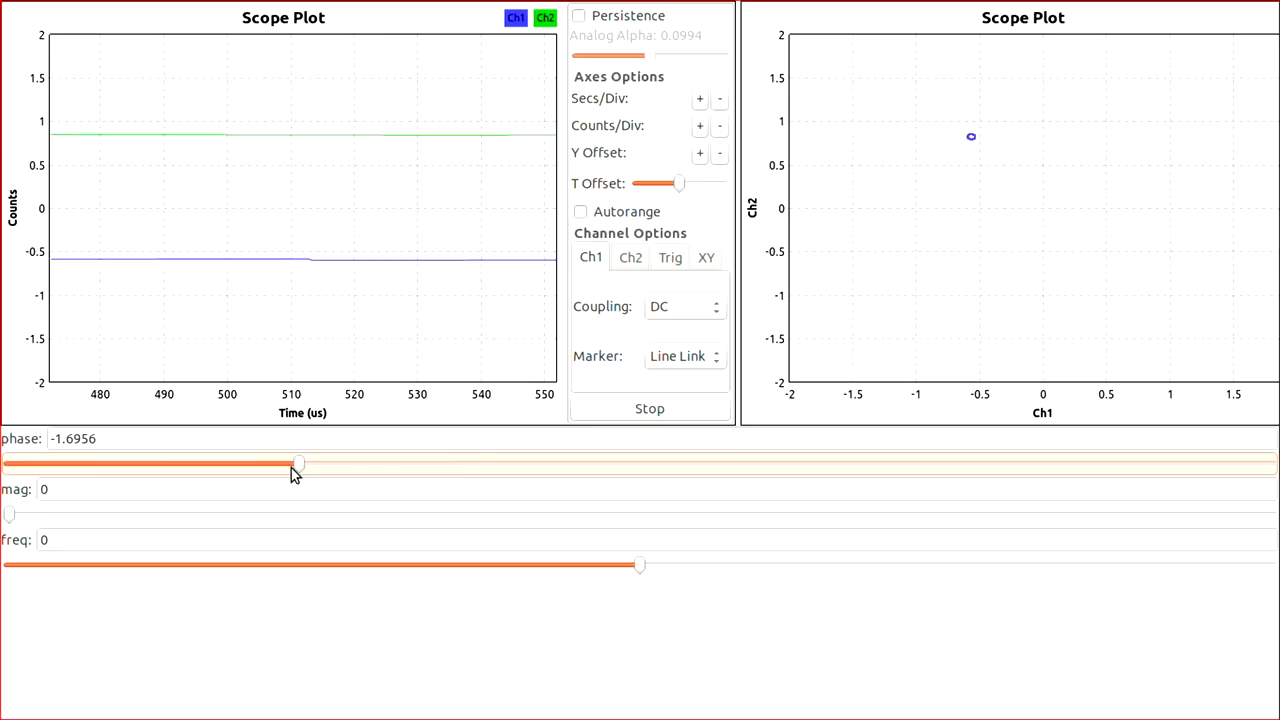 Scope Plot
Ch1 Ch2
2
1.5
1
0.5
0
-0.5
-1
-1.5
-2
Counts
480 490 500 510 520 530 540 550
Time (us)
Persistence
Analog Alpha: 0.0994
Axes Options
Secs/Div: + -
Counts/Div: + -
Y Offset: + -
T Offset:
Autorange
Channel Options
Ch1 Ch2 Trig XY
Coupling: DC
Marker: Line Link
Stop
Scope Plot
2
1.5
1
0.5
0
-0.5
-1
-1.5
-2
Ch2
-2 -1.5 -1 -0.5 0 0.5 1 1.5
Ch1
phase: -1.6956
mag: 0
freq: 0